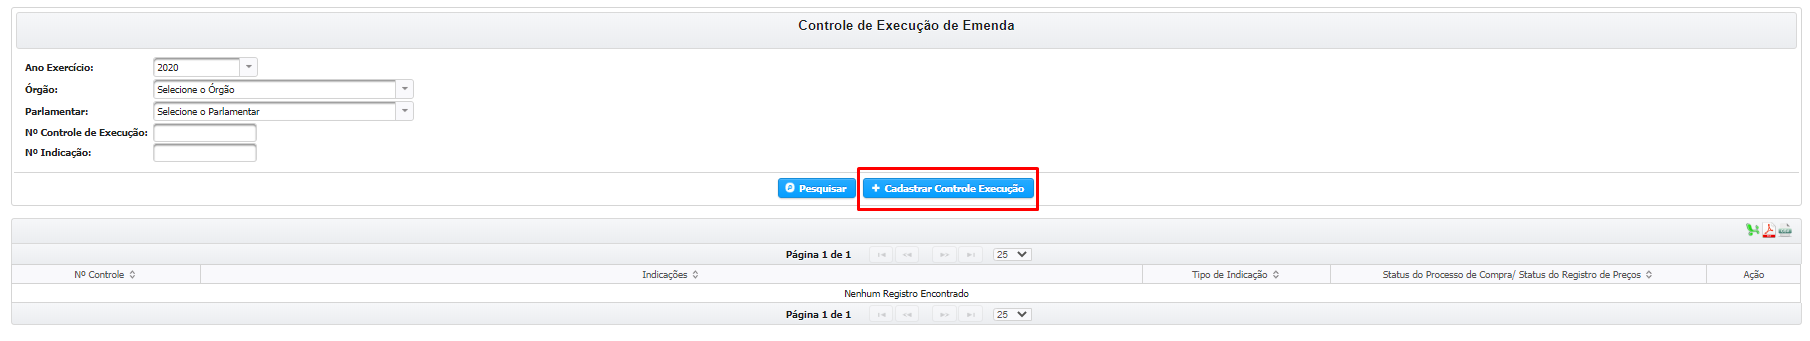 Controle de Execução de Emenda
Ano Exercício: 2020
Órgão: Selecione o Órgão
Parlamentar: Selecione o Parlamentar
Nº Controle de Execução:
Nº Indicação:
Pesquisar + Cadastrar Controle Execução
Página 1 de 1 25
Nº Controle Indicações Tipo de Indicação Status do Processo de Compra/ Status do Registro de Preços Ação
Nenhum Registro Encontrado
Página 1 de 1 25